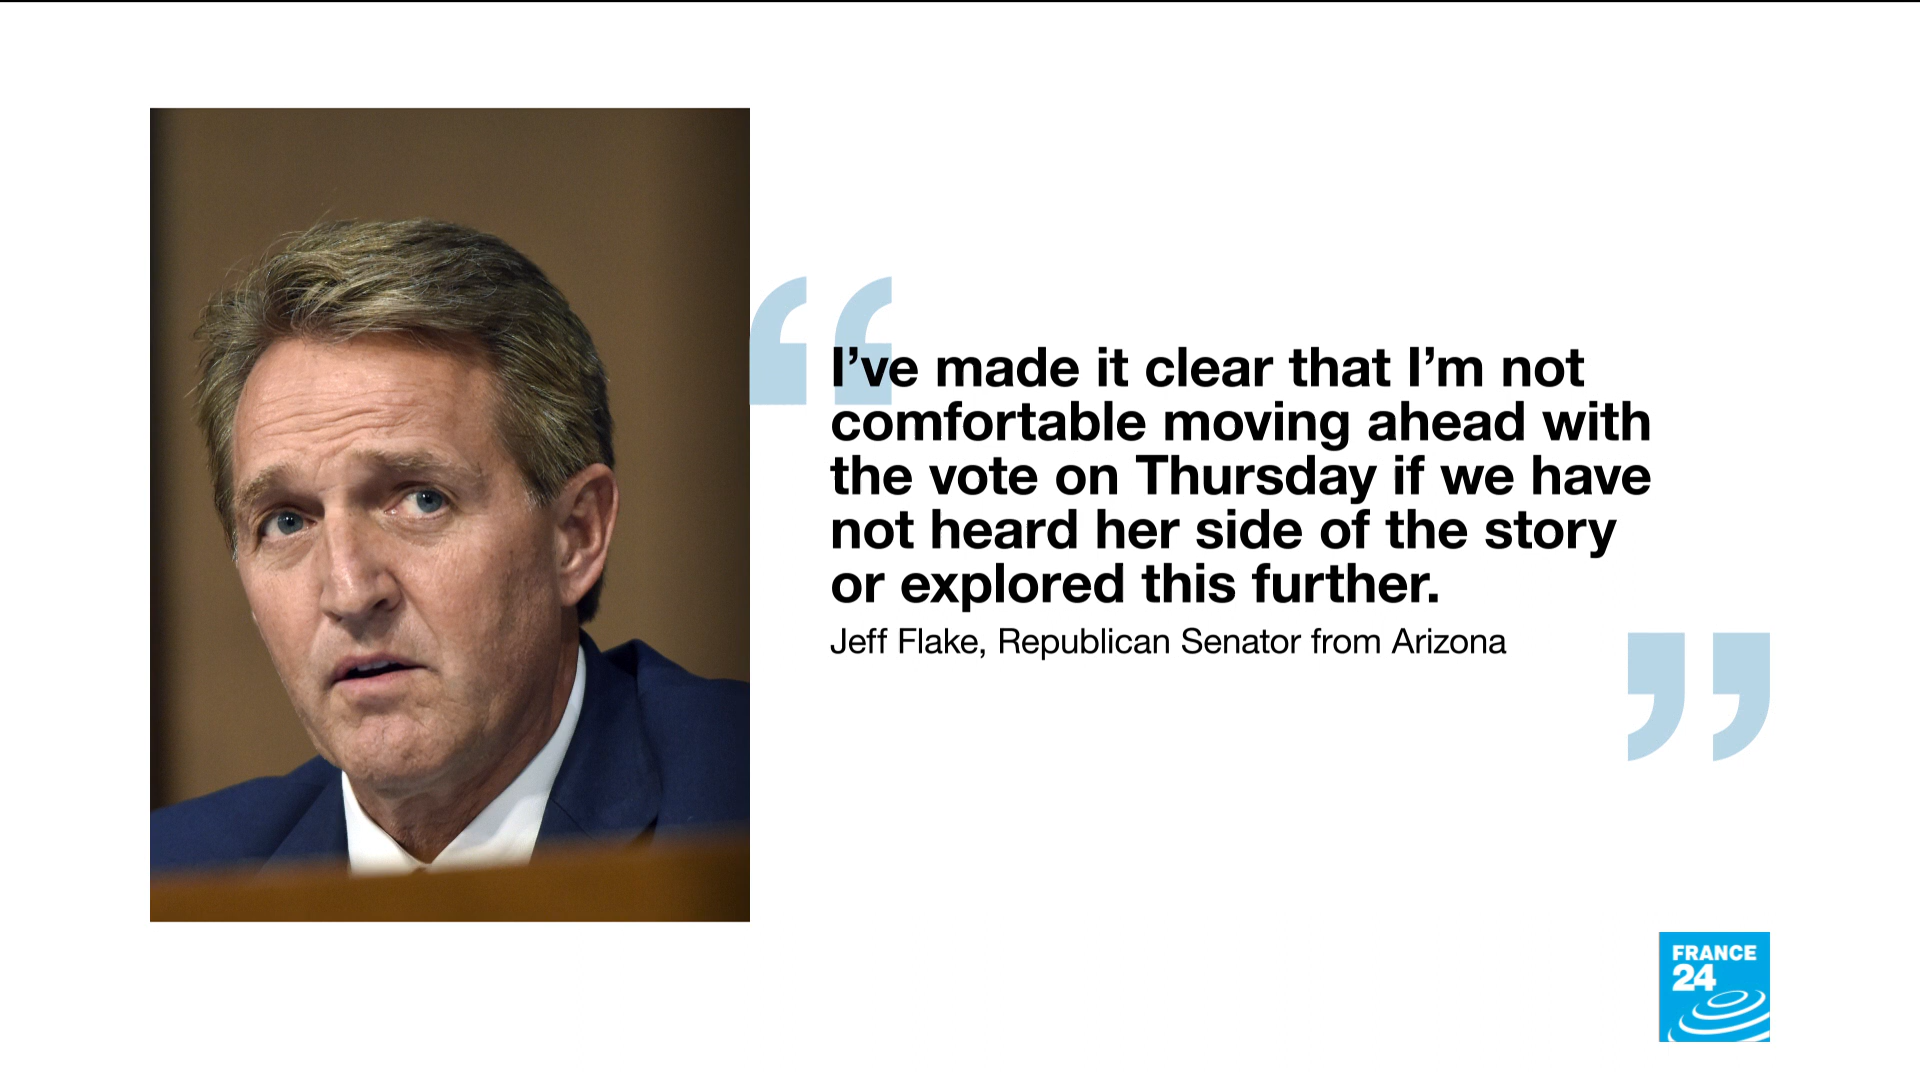 I’ve made it clear that I’m not
comfortable moving ahead with
the vote on Thursday if we have
not heard her side of the story
or explored this further.
Jeff Flake, Republican Senator from Arizona
FRANCE
24